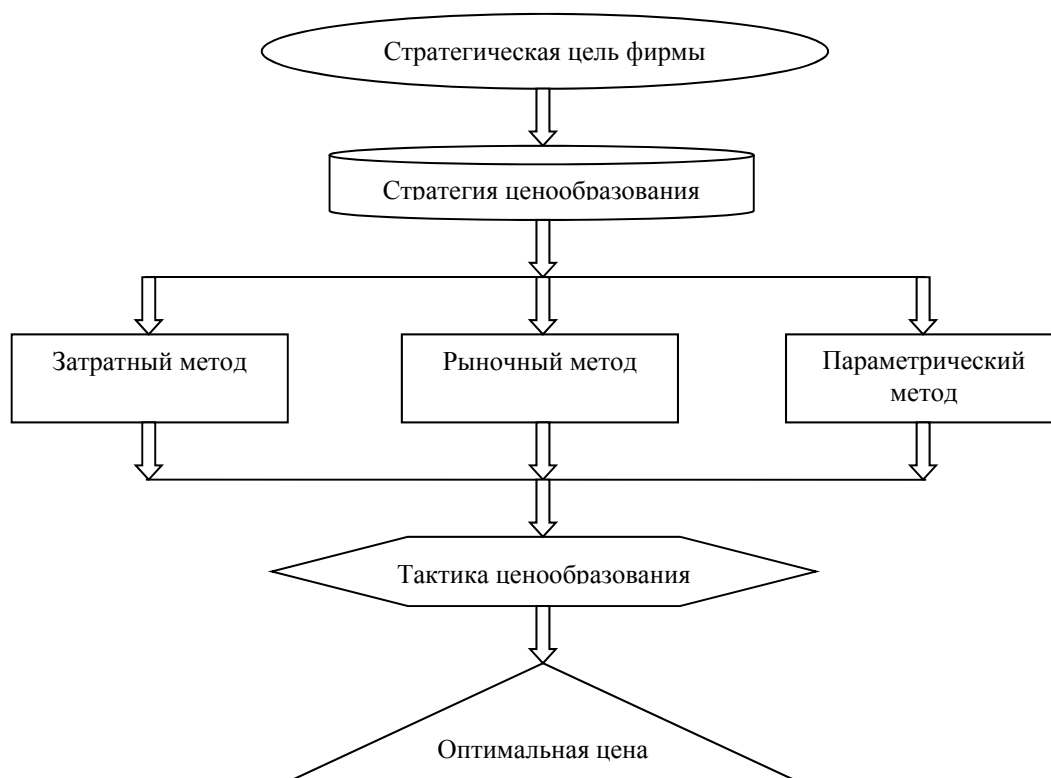 Стратегическая цель фирмы
Стратегия ценообразования
Затратный метод
Рыночный метод
Параметрический
метод
Тактика ценообразования
Оптимальная цена